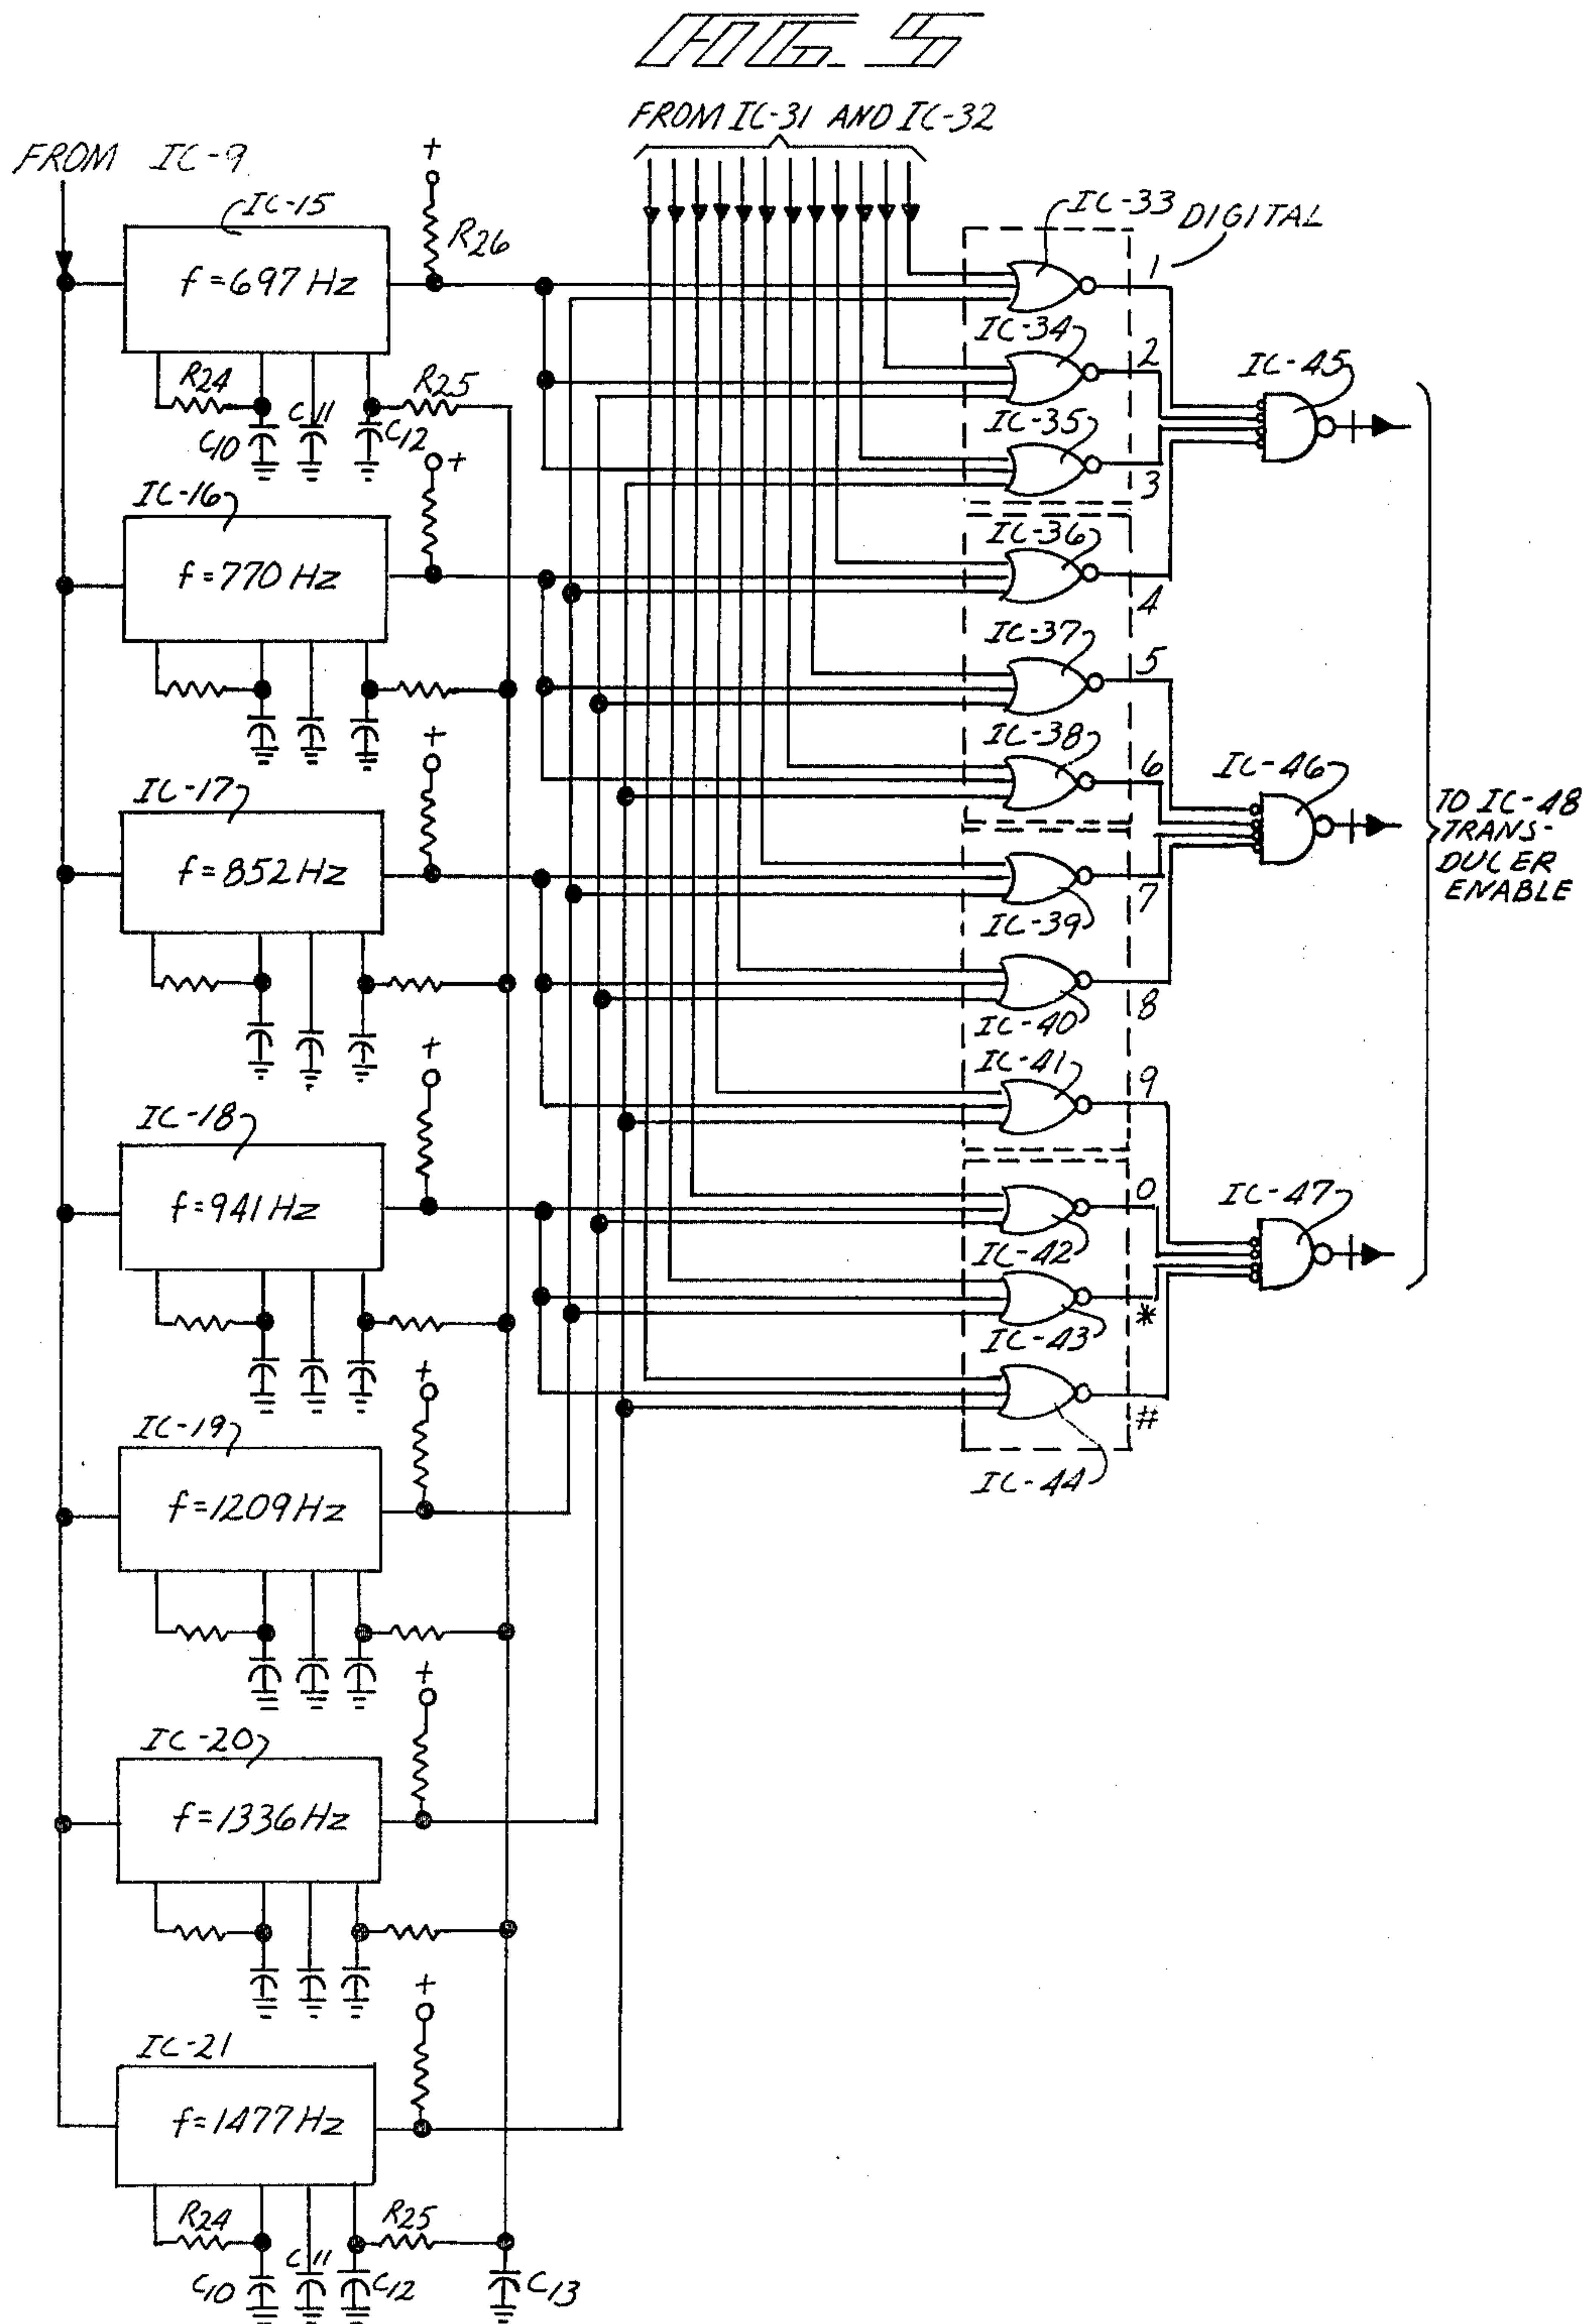 FIG. 5
FROM IC-31 AND IC-32
FROM IC-9
+
IC-15
IC-33
DIGITAL
R26
f=697 Hz
1
IC-34
2
IC-45
R24
R25
C10
C11
C12
IC-35
3
+
IC-16
IC-36
f=770 Hz
4
IC-37
5
IC-38
6
IC-46
+
IC-17
TO IC-48
TRANS-
DUCER
ENABLE
f=852 Hz
7
IC-39
8
IC-40
+
IC-41
9
IC-18
0
IC-47
f=941 Hz
IC-42
*
IC-43
+
#
IC-19
IC-44
f=1209 Hz
+
IC-20
f=1336 Hz
+
IC-21
f=1477 Hz
R24
R25
C10
C11
C12
C13